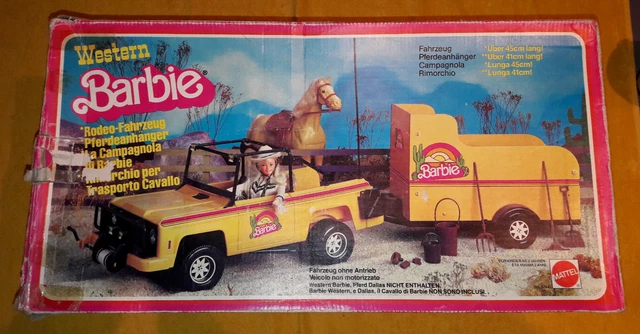 Western
Barbie®
*Rodeo-Fahrzeug
*Pferdeanhänger
La Campagnola
di Barbie
Rimorchio per
Trasporto Cavallo
Fahrzeug *Über 45cm lang!
Pferdeanhänger *Über 41cm lang!
Campagnola *Lunga 45cm!
Rimorchio *Lunga 41cm!
Barbie
Barbie
Fahrzeug ohne Antrieb
Veicolo non motorizzato
Western Barbie, Pferd Dallas NICHT ENTHALTEN.
Barbie Western, e Dallas, il Cavallo di Barbie NON SONO INCLUSI.
MATTEL